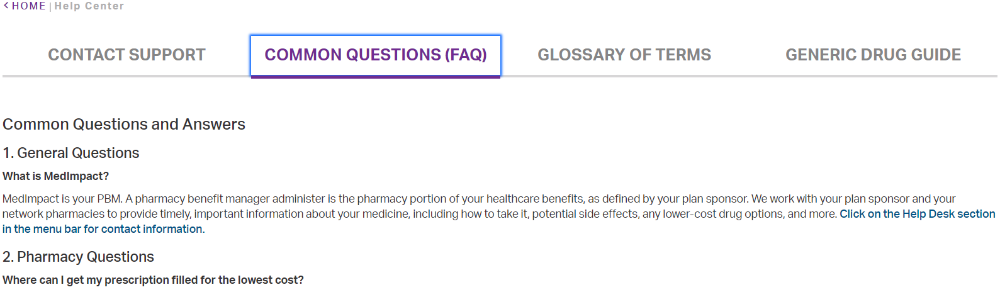 < HOME | Help Center
CONTACT SUPPORT COMMON QUESTIONS (FAQ) GLOSSARY OF TERMS GENERIC DRUG GUIDE
Common Questions and Answers
1. General Questions
What is MedImpact?
MedImpact is your PBM. A pharmacy benefit manager administer is the pharmacy portion of your healthcare benefits, as defined by your plan sponsor. We work with your plan sponsor and your
network pharmacies to provide timely, important information about your medicine, including how to take it, potential side effects, any lower-cost drug options, and more. Click on the Help Desk section
in the menu bar for contact information.
2. Pharmacy Questions
Where can I get my prescription filled for the lowest cost?